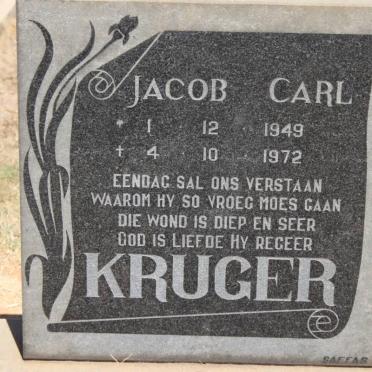 JACOB CARL
* 1 12 1949
† 4 10 1972
EENDAG SAL ONS VERSTAAN
WAAROM HY SO VROEG MOES GAAN
DIE WOND IS DIEP EN SEER
GOD IS LIEFDE HY REGEER
KRUGER
SAFFAS